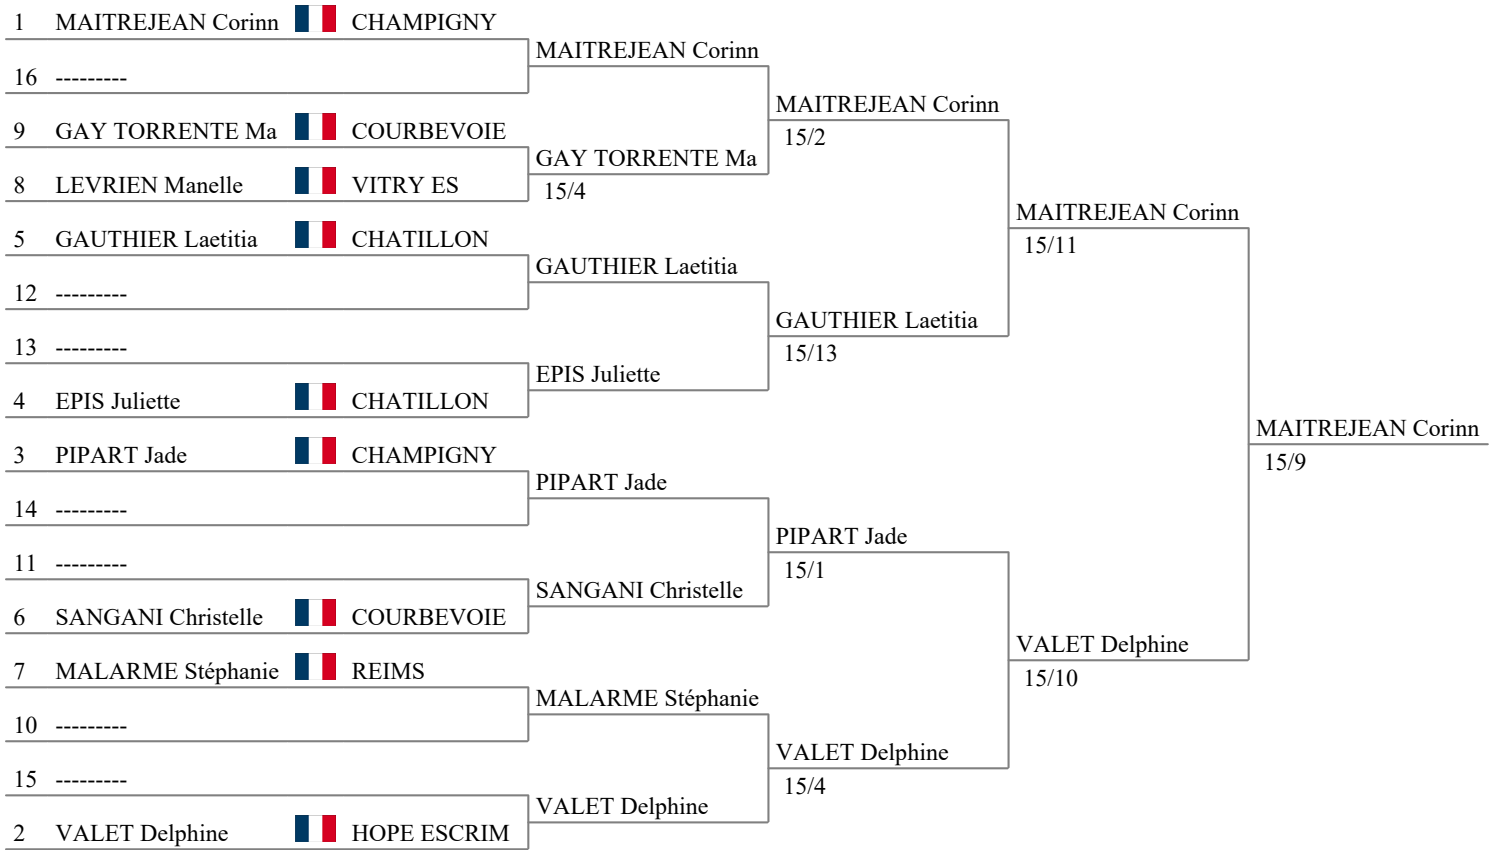 1 MAITREJEAN Corinn CHAMPIGNY
16 ---------
9 GAY TORRENTE Ma COURBEVOIE
8 LEVRIEN Manelle VITRY ES
5 GAUTHIER Laetitia CHATILLON
12 ---------
13 ---------
4 EPIS Juliette CHATILLON
3 PIPART Jade CHAMPIGNY
14 ---------
11 ---------
6 SANGANI Christelle COURBEVOIE
7 MALARME Stéphanie REIMS
10 ---------
15 ---------
2 VALET Delphine HOPE ESCRIM
MAITREJEAN Corinn
GAY TORRENTE Ma
15/4
GAUTHIER Laetitia
EPIS Juliette
PIPART Jade
SANGANI Christelle
MALARME Stéphanie
VALET Delphine
MAITREJEAN Corinn
15/2
GAUTHIER Laetitia
15/13
PIPART Jade
15/1
VALET Delphine
15/4
MAITREJEAN Corinn
15/11
VALET Delphine
15/10
MAITREJEAN Corinn
15/9